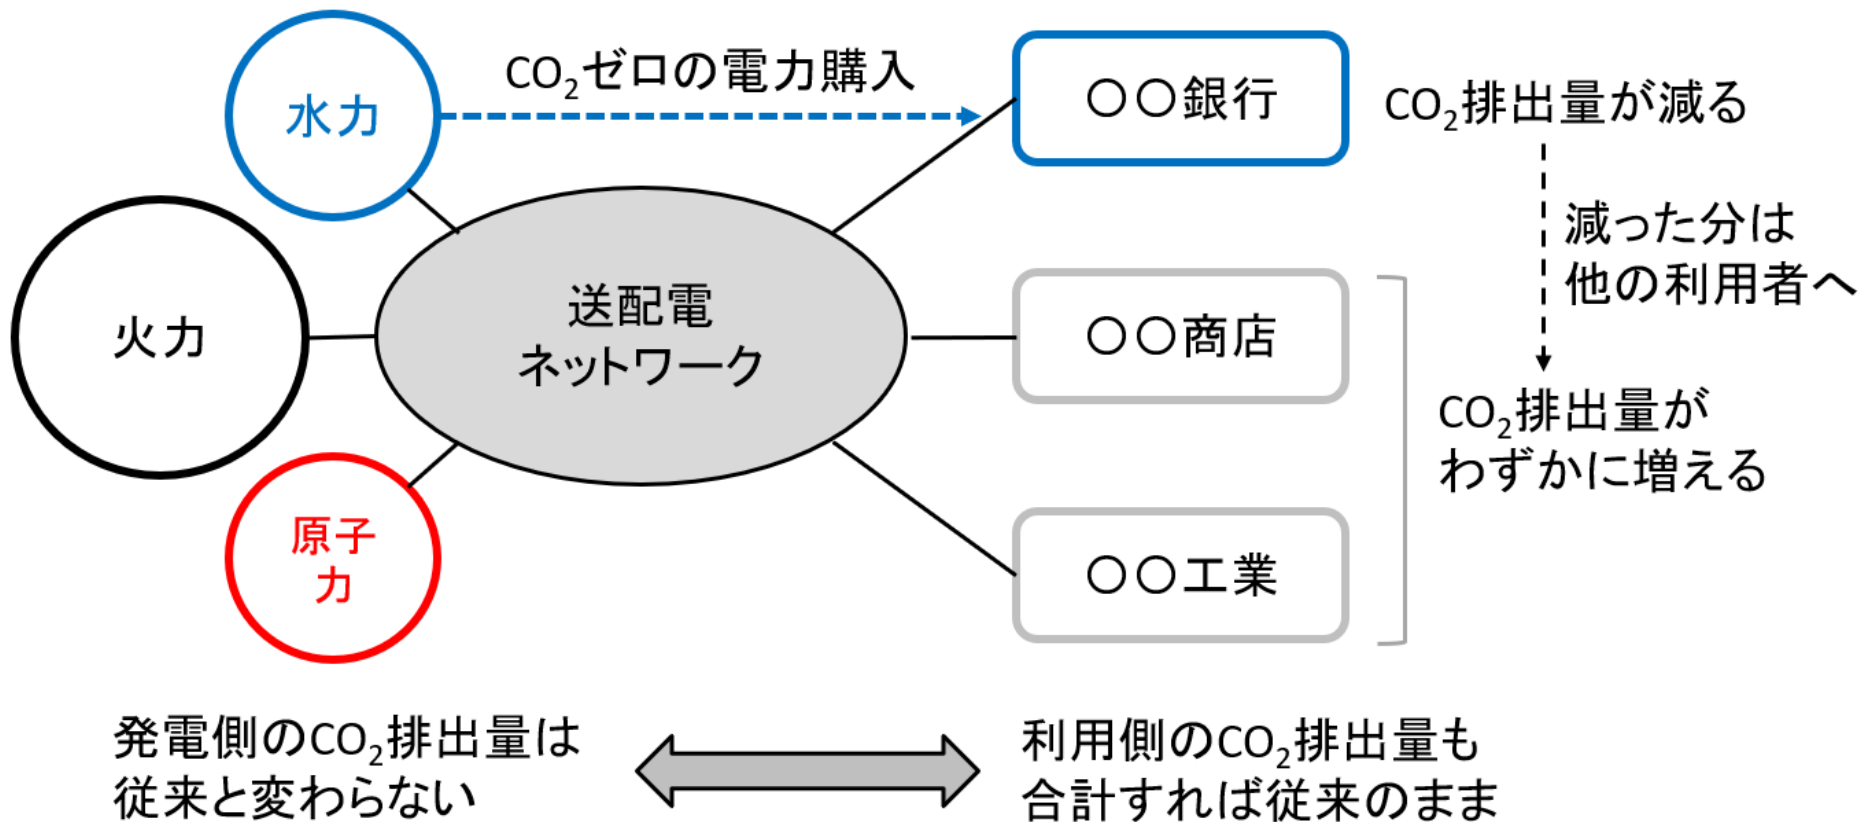 水力
CO₂ゼロの電力購入
〇〇銀行
CO₂排出量が減る
減った分は
他の利用者へ
火力
送配電
ネットワーク
〇〇商店
CO₂排出量が
わずかに増える
原子
力
〇〇工業
発電側のCO₂排出量は
従来と変わらない
利用側のCO₂排出量も
合計すれば従来のまま